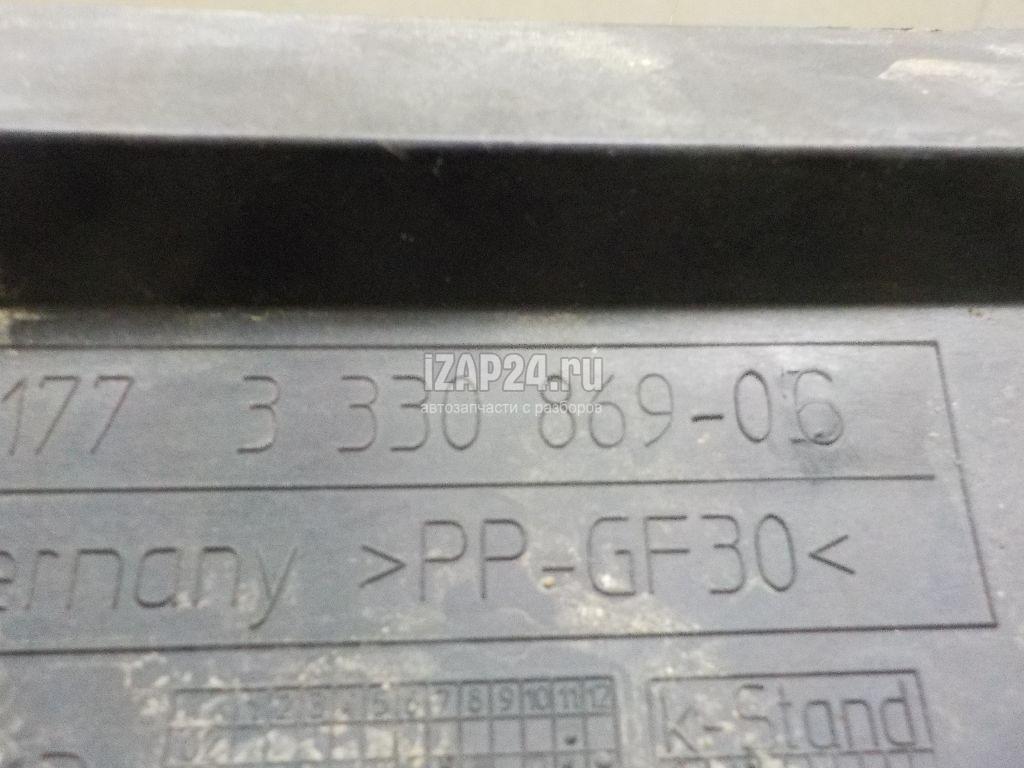 iZAP24.ru
177 3 330 869-06
автозапчасти с разборов
ernany >PP-GF30<
1 2 3 4 5 6 7 8 9 10 11 12
k-Stand